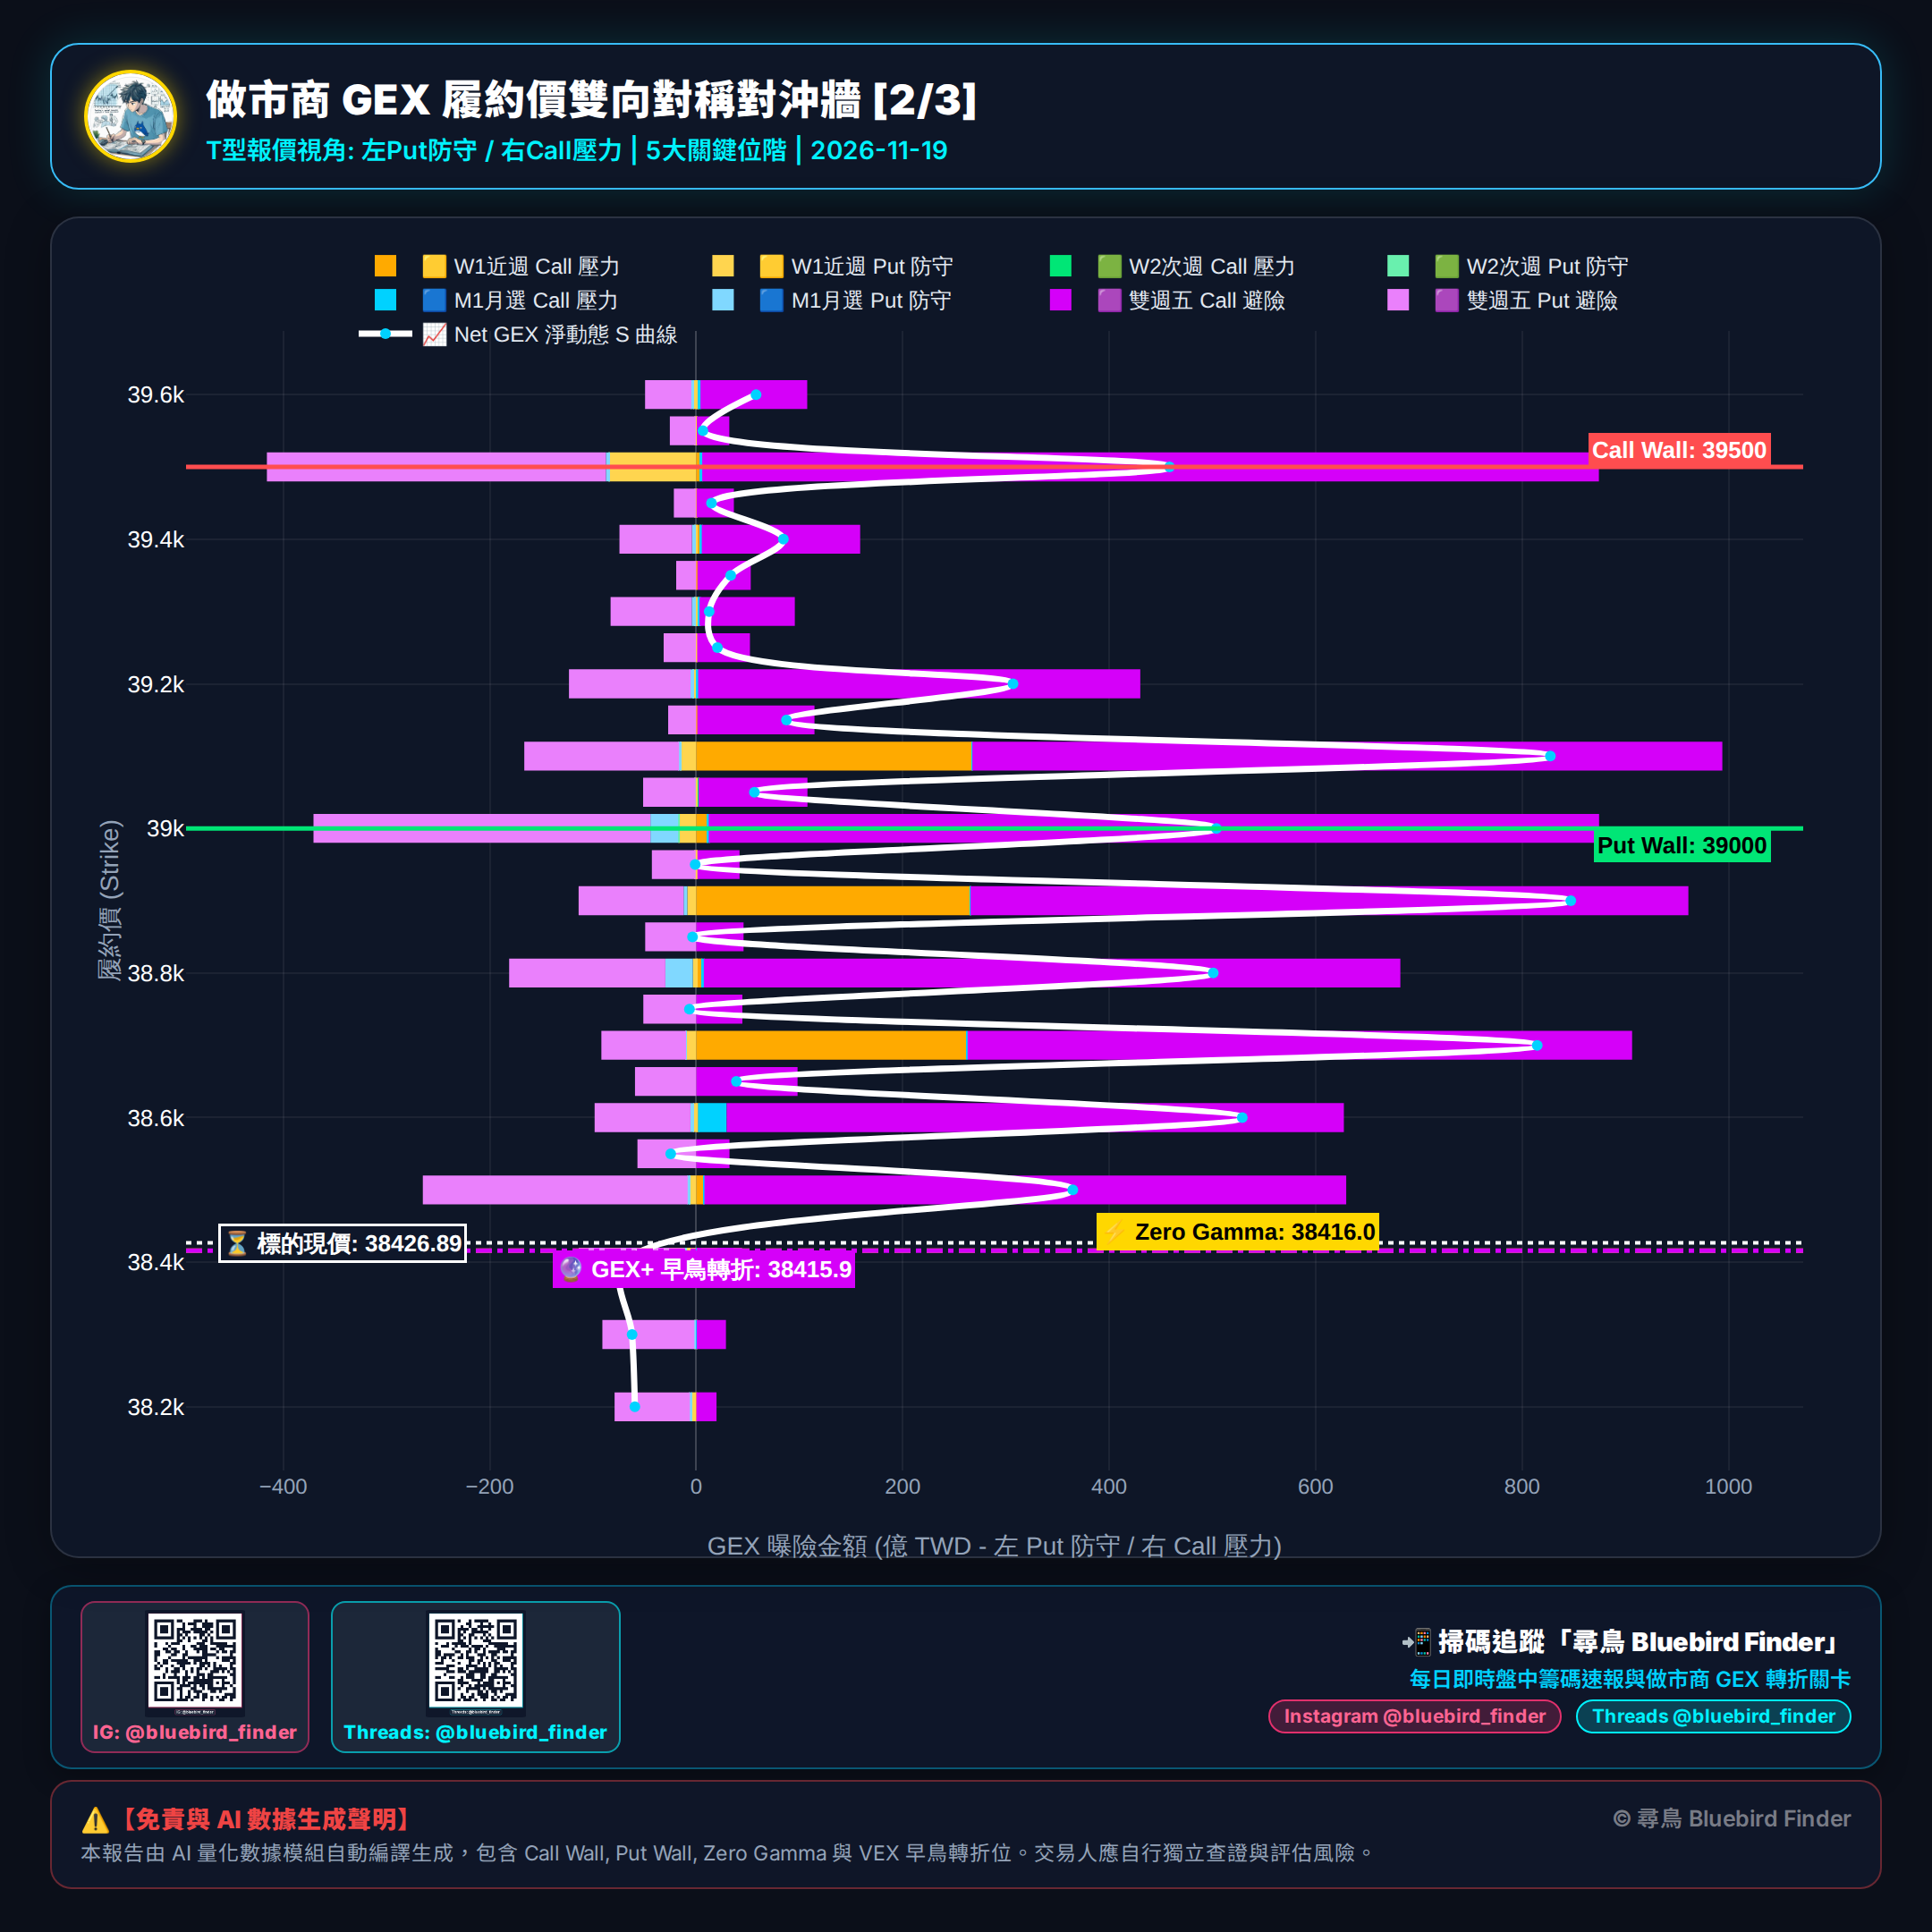 做市商 GEX 履約價雙向對稱對沖牆 [2/3]
T型報價視角: 左Put防守 / 右Call壓力 | 5大關鍵位階 | 2026-11-19
W1近週 Call 壓力
W1近週 Put 防守
W2次週 Call 壓力
W2次週 Put 防守
M1月選 Call 壓力
M1月選 Put 防守
雙週五 Call 避險
雙週五 Put 避險
Net GEX 淨動態 S 曲線
39.6k
Call Wall: 39500
39.4k
39.2k
39k
Put Wall: 39000
履約價 (Strike)
38.8k
38.6k
⚡ Zero Gamma: 38416.0
⏳ 標的現價: 38426.89
38.4k
🔮 GEX+ 早鳥轉折: 38415.9
38.2k
−400
−200
0
200
400
600
800
1000
GEX 曝險金額 (億 TWD - 左 Put 防守 / 右 Call 壓力)
IG: @bluebird_finder
IG: @bluebird_finder
Threads: @bluebird_finder
Threads: @bluebird_finder
📲 掃碼追蹤「尋鳥 Bluebird Finder」
每日即時盤中籌碼速報與做市商 GEX 轉折關卡
Instagram @bluebird_finder
Threads @bluebird_finder
⚠️【免責與 AI 數據生成聲明】
© 尋鳥 Bluebird Finder
本報告由 AI 量化數據模組自動編譯生成，包含 Call Wall, Put Wall, Zero Gamma 與 VEX 早鳥轉折位。交易人應自行獨立查證與評估風險。